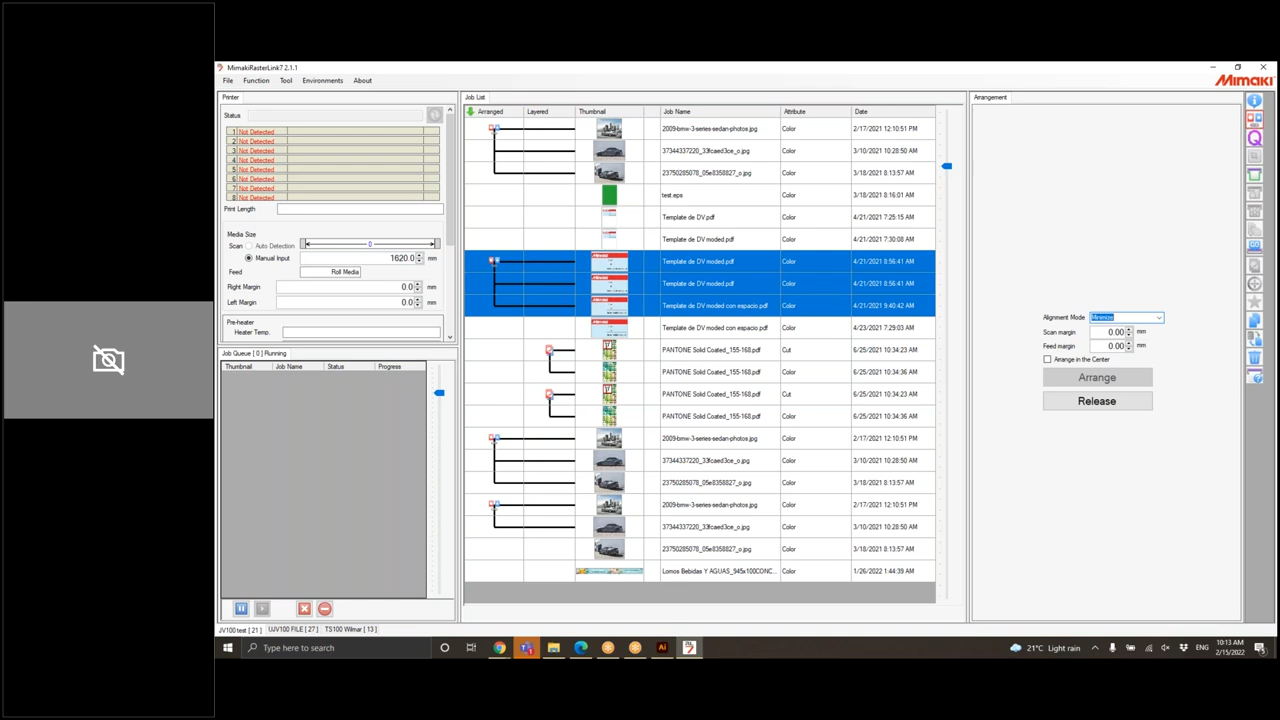 MimakiRasterLink7 2.1.1
File Function Tool Environments About
Mimaki
Printer
Status
1 Not Detected
2 Not Detected
3 Not Detected
4 Not Detected
5 Not Detected
6 Not Detected
7 Not Detected
8 Not Detected
Print Length
Media Size
Scan Auto Detection 0
Manual Input 1620.0 mm
Feed Roll Media
Right Margin 0.0 mm
Left Margin 0.0 mm
Pre-heater
Heater Temp.
Job Queue [ 0 ] Running
Thumbnail Job Name Status Progress
JV100 test [ 21 ] UJV100 FILE [ 27 ] TS100 Wilmar [ 13 ]
Job List
Arranged Layered Thumbnail Job Name Attribute Date
2009-bmw-3-series-sedan-photos.jpg Color 2/17/2021 12:10:51 PM
37344337220_33fcaed3ce_o.jpg Color 3/10/2021 10:28:50 AM
23750285078_05e8358827_o.jpg Color 3/18/2021 8:13:57 AM
test.eps Color 3/18/2021 8:16:01 AM
Template de DV.pdf Color 4/21/2021 7:25:15 AM
Template de DV moded.pdf Color 4/21/2021 7:30:08 AM
Template de DV moded.pdf Color 4/21/2021 8:56:41 AM
Template de DV moded.pdf Color 4/21/2021 8:56:41 AM
Template de DV moded con espacio.pdf Color 4/21/2021 9:40:42 AM
Template de DV moded con espacio.pdf Color 4/23/2021 7:29:03 AM
PANTONE Solid Coated_155-168.pdf Cut 6/25/2021 10:34:23 AM
PANTONE Solid Coated_155-168.pdf Color 6/25/2021 10:34:36 AM
PANTONE Solid Coated_155-168.pdf Cut 6/25/2021 10:34:23 AM
PANTONE Solid Coated_155-168.pdf Color 6/25/2021 10:34:36 AM
2009-bmw-3-series-sedan-photos.jpg Color 2/17/2021 12:10:51 PM
37344337220_33fcaed3ce_o.jpg Color 3/10/2021 10:28:50 AM
23750285078_05e8358827_o.jpg Color 3/18/2021 8:13:57 AM
2009-bmw-3-series-sedan-photos.jpg Color 2/17/2021 12:10:51 PM
37344337220_33fcaed3ce_o.jpg Color 3/10/2021 10:28:50 AM
23750285078_05e8358827_o.jpg Color 3/18/2021 8:13:57 AM
Lomos Bebidas Y AGUAS_945x100CONC... Color 1/26/2022 1:44:39 AM
Arrangement
Alignment Mode Minimize
Scan margin 0.00 mm
Feed margin 0.00 mm
Arrange in the Center
Arrange
Release
Type here to search
21°C Light rain
ENG
10:13 AM
2/15/2022